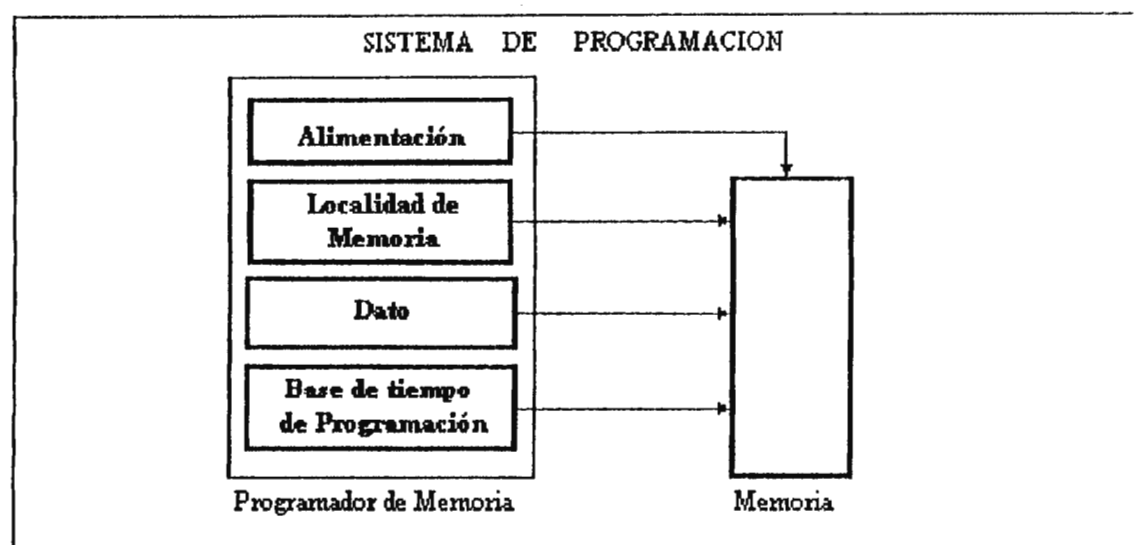 SISTEMA DE PROGRAMACION
Alimentación
Localidad de
Memoria
Dato
Base de tiempo
de Programación
Programador de Memoria
Memoria